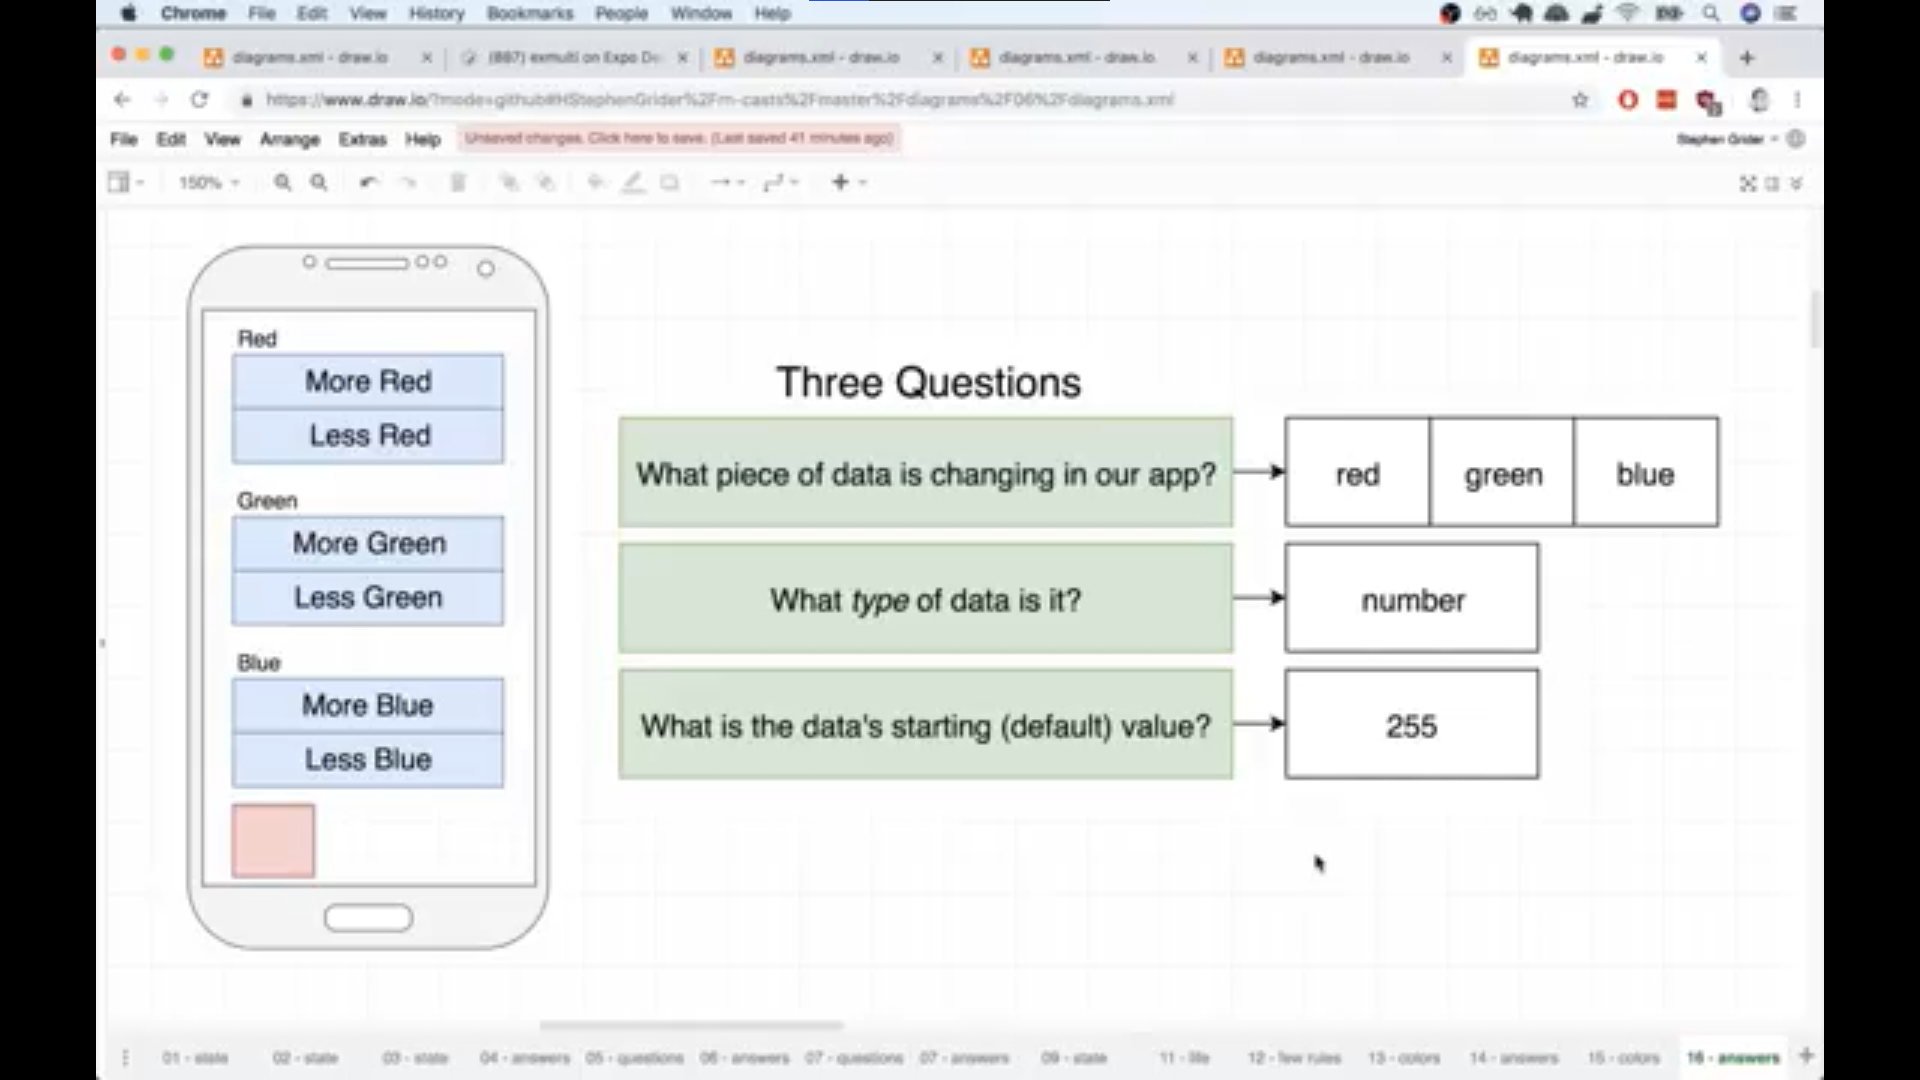 Chrome File Edit View History Bookmarks People Window Help
diagrams.xml - draw.io
(887) exmulti on Expo De
diagrams.xml - draw.io
diagrams.xml - draw.io
diagrams.xml - draw.io
diagrams.xml - draw.io
https://www.draw.io/?mode=github#HStephenGrider%2Frn-casts%2Fmaster%2Fdiagrams%2F06%2Fdiagrams.xml
File Edit View Arrange Extras Help Unsaved changes. Click here to save. (Last saved 41 minutes ago) Stephen Grider
150%
Red
More Red
Less Red
Green
More Green
Less Green
Blue
More Blue
Less Blue
Three Questions
What piece of data is changing in our app? red green blue
What type of data is it? number
What is the data's starting (default) value? 255
01 - state 02 - state 03 - state 04 - answers 05 - questions 06 - answers 07 - questions 07 - answers 09 - state 11 - life 12 - few rules 13 - colors 14 - answers 15 - colors 16 - answers